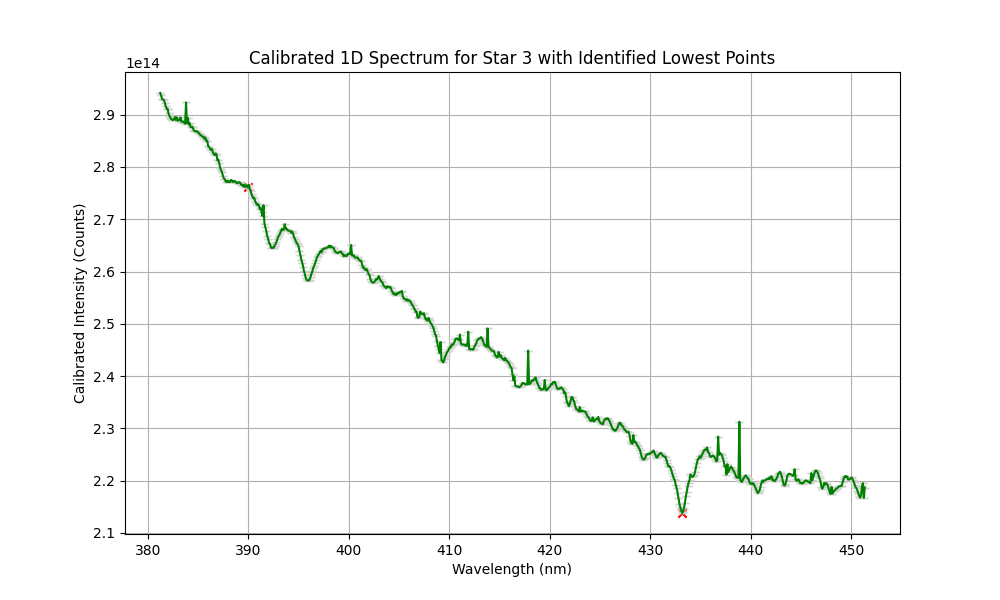 Calibrated 1D Spectrum for Star 3 with Identified Lowest Points
1e14
2.9
2.8
2.7
2.6
2.5
2.4
2.3
2.2
2.1
Calibrated Intensity (Counts)
380 390 400 410 420 430 440 450
Wavelength (nm)